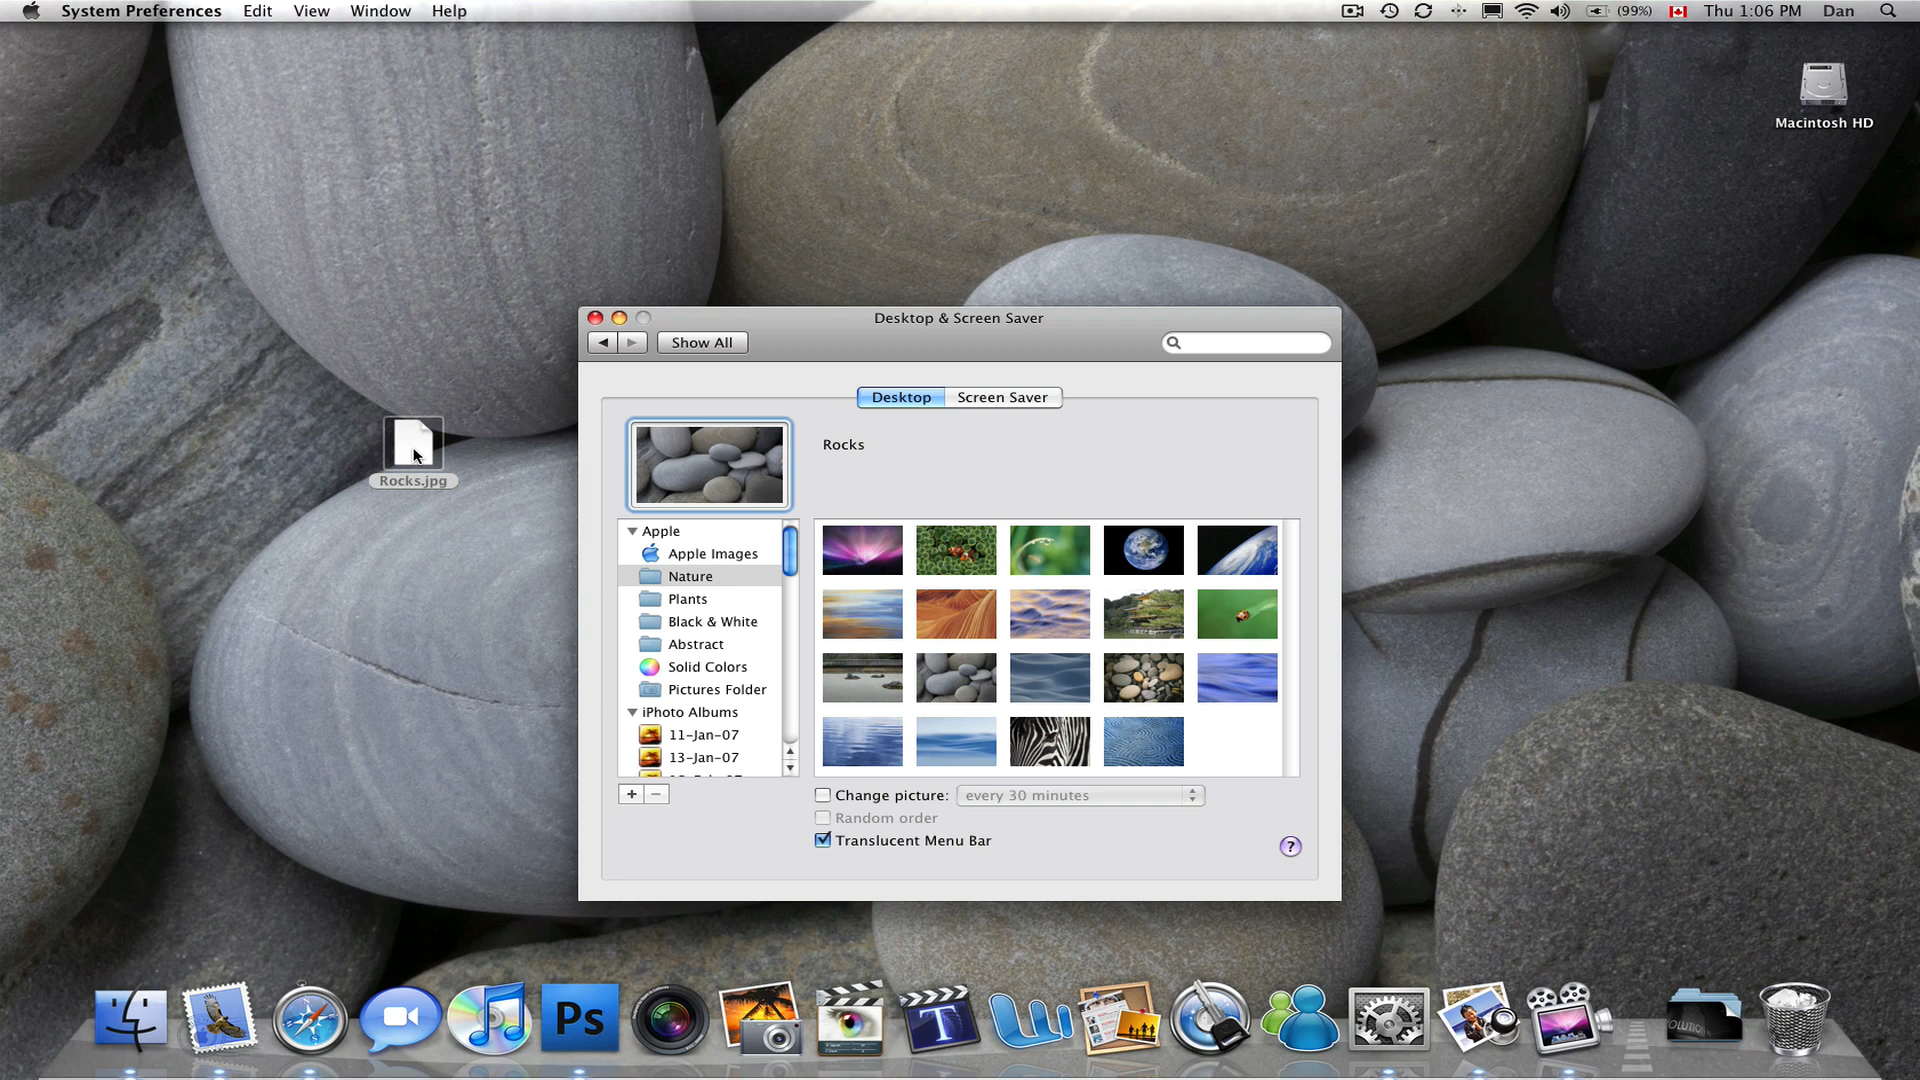 System Preferences Edit View Window Help (99%) Thu 1:06 PM Dan
Macintosh HD
Desktop & Screen Saver
Show All
Desktop Screen Saver
Rocks
Rocks.jpg
Apple
Apple Images
Nature
Plants
Black & White
Abstract
Solid Colors
Pictures Folder
iPhoto Albums
11-Jan-07
13-Jan-07
+ −
Change picture: every 30 minutes
Random order
Translucent Menu Bar
?
Ps
T